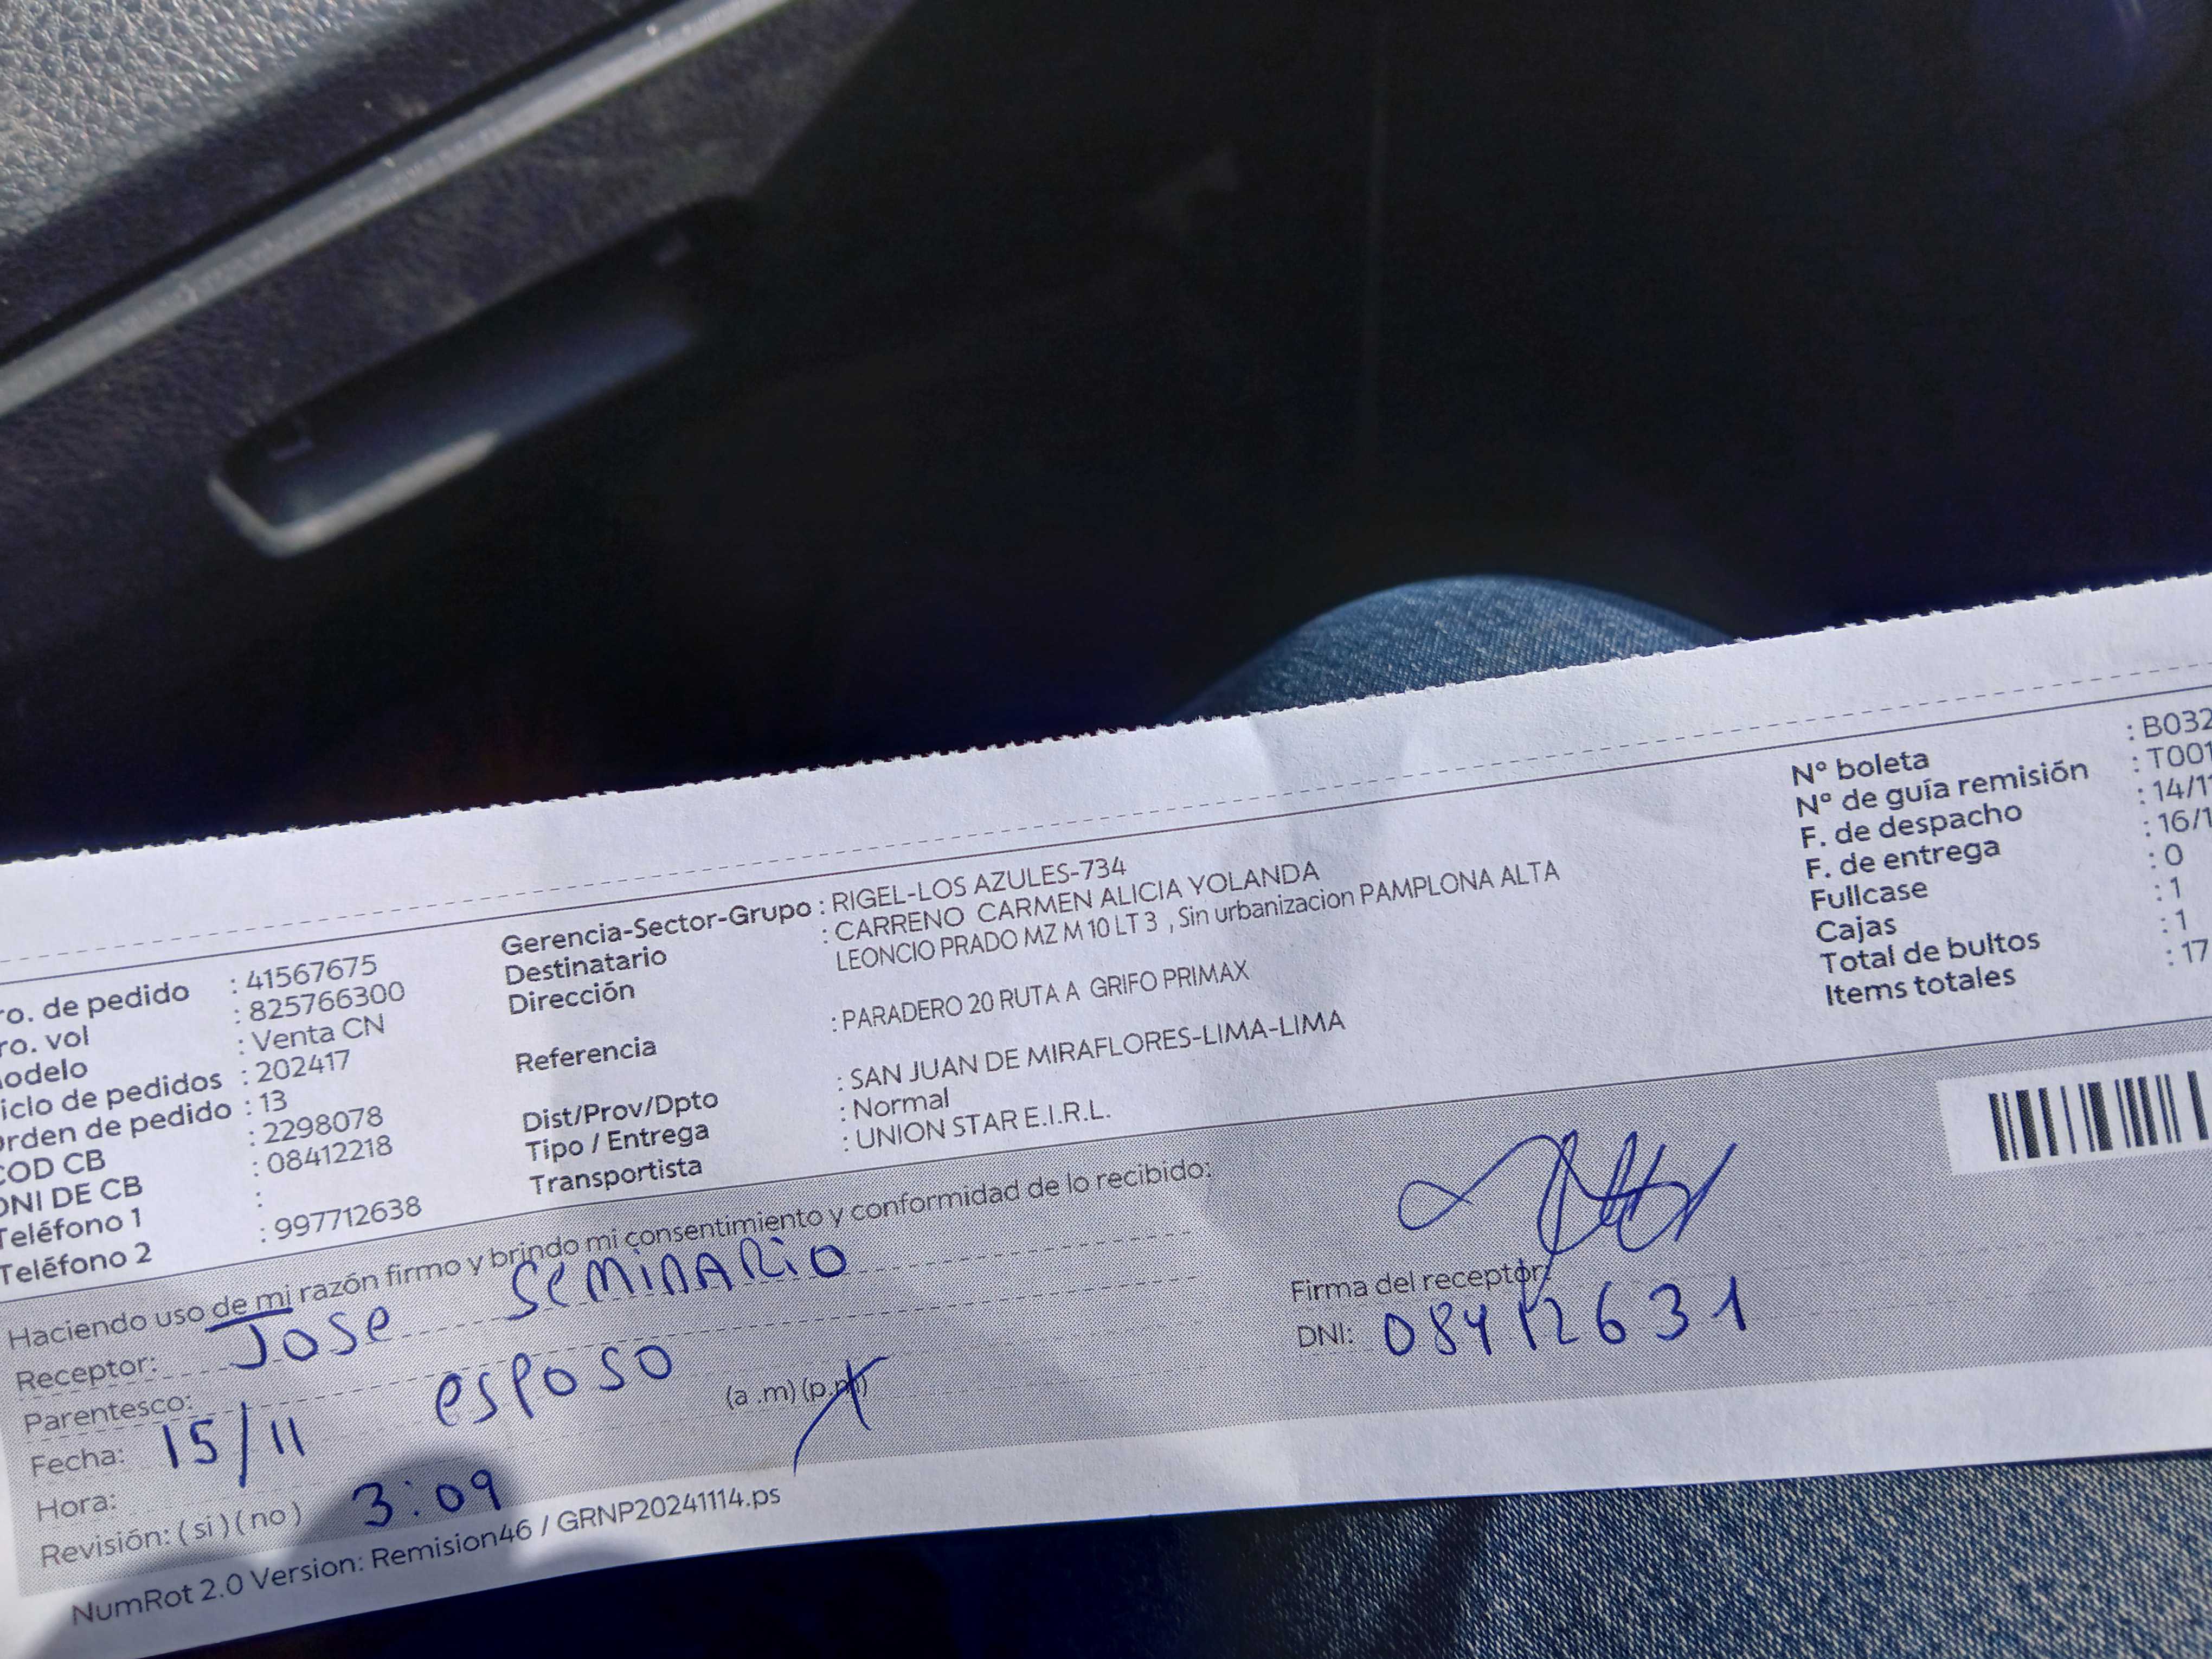 ro. de pedido : 41567675
ro. vol : 825766300
odelo : Venta CN
iclo de pedidos : 202417
rden de pedido : 13
COD CB : 2298078
DNI DE CB : 08412218
Teléfono 1 :
Teléfono 2 : 997712638
Gerencia-Sector-Grupo : RIGEL-LOS AZULES-734
Destinatario : CARRENO CARMEN ALICIA YOLANDA
Dirección LEONCIO PRADO MZ M 10 LT 3 , Sin urbanizacion PAMPLONA ALTA
Referencia : PARADERO 20 RUTA A GRIFO PRIMAX
Dist/Prov/Dpto : SAN JUAN DE MIRAFLORES-LIMA-LIMA
Tipo / Entrega : Normal
Transportista : UNION STAR E.I.R.L.
N° boleta : B032
N° de guía remisión : T001
F. de despacho : 14/11
F. de entrega : 16/1
Fullcase : 0
Cajas : 1
Total de bultos : 1
Items totales : 17
Haciendo uso de mi razón firmo y brindo mi consentimiento y conformidad de lo recibido:
Receptor: Jose SEMINARIO
Parentesco: esposo
Fecha: 15/11
Hora: 3:09 (a .m) (p.m)
Revisión: ( si ) ( no )
Firma del receptor:
DNI: 08412631
NumRot 2.0 Version: Remision46 / GRNP20241114.ps